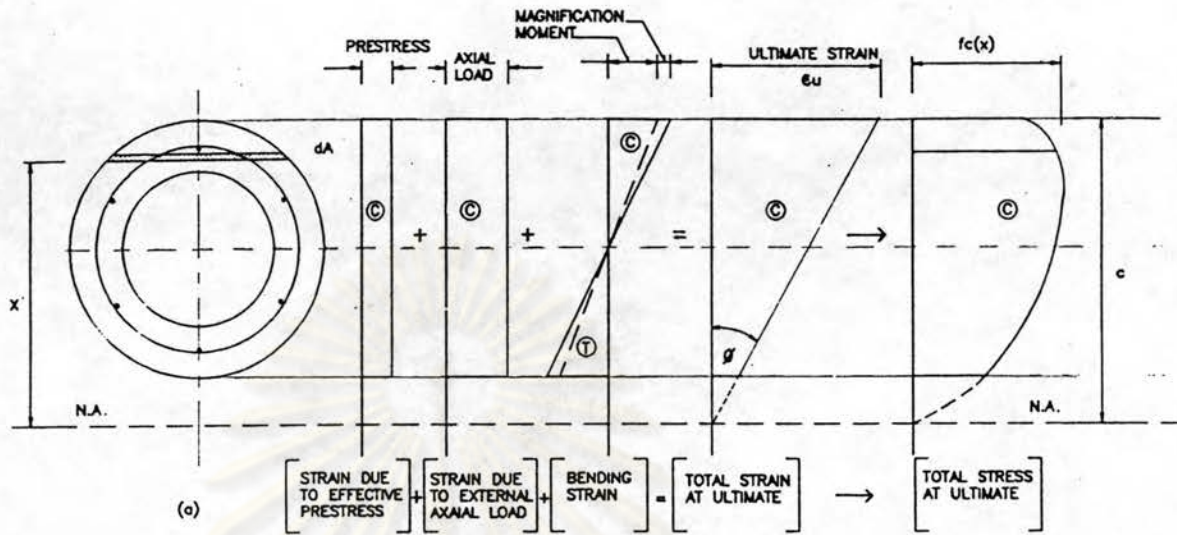 MAGNIFICATION
MOMENT
PRESTRESS
AXIAL
LOAD
ULTIMATE STRAIN
ϵu
fc(x)
dA
Ⓒ
Ⓒ
Ⓒ
Ⓒ
Ⓒ
+
+
=
→
X
c
Ⓣ
ø
N.A.
N.A.
(a)
[STRAIN DUE
TO EFFECTIVE
PRESTRESS]
+
[STRAIN DUE
TO EXTERNAL
AXAIAL LOAD]
+
[BENDING
STRAIN]
=
[TOTAL STRAIN
AT ULTIMATE]
→
[TOTAL STRESS
AT ULTIMATE]